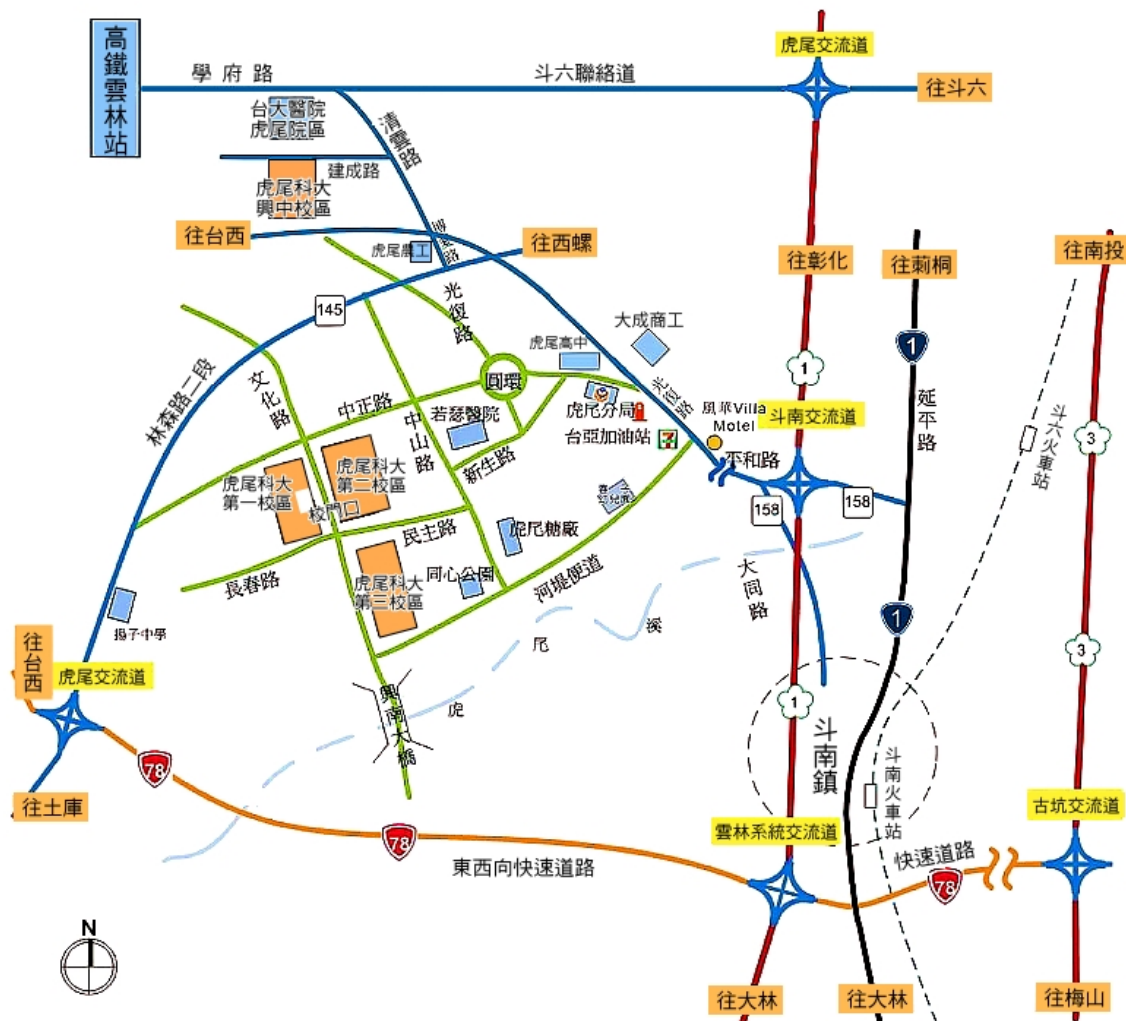 高鐵雲林站
學府路
斗六聯絡道
虎尾交流道
往斗六
台大醫院
虎尾院區
清雲路
建成路
虎尾科大
興中校區
往台西
虎尾農工
往西螺
往彰化
往莿桐
往南投
145
光復路
大成商工
虎尾高中
1
1
圓環
林森路二段
文化路
中正路
中山路
若瑟醫院
虎尾分局
台亞加油站
7
光復路
風華Villa
Motel
斗南交流道
延平路
斗六火車站
3
虎尾科大
第二校區
虎尾科大
第一校區
校門口
新生路
平和路
158
158
民主路
虎尾糖廠
長春路
虎尾科大
第三校區
同心公園
河堤便道
大同路
1
揚子中學
往台西
虎尾交流道
虎
尾
溪
興南大橋
3
1
斗南鎮
斗南火車站
78
往土庫
78
東西向快速道路
雲林系統交流道
快速道路
78
古坑交流道
N
往大林
往大林
往梅山